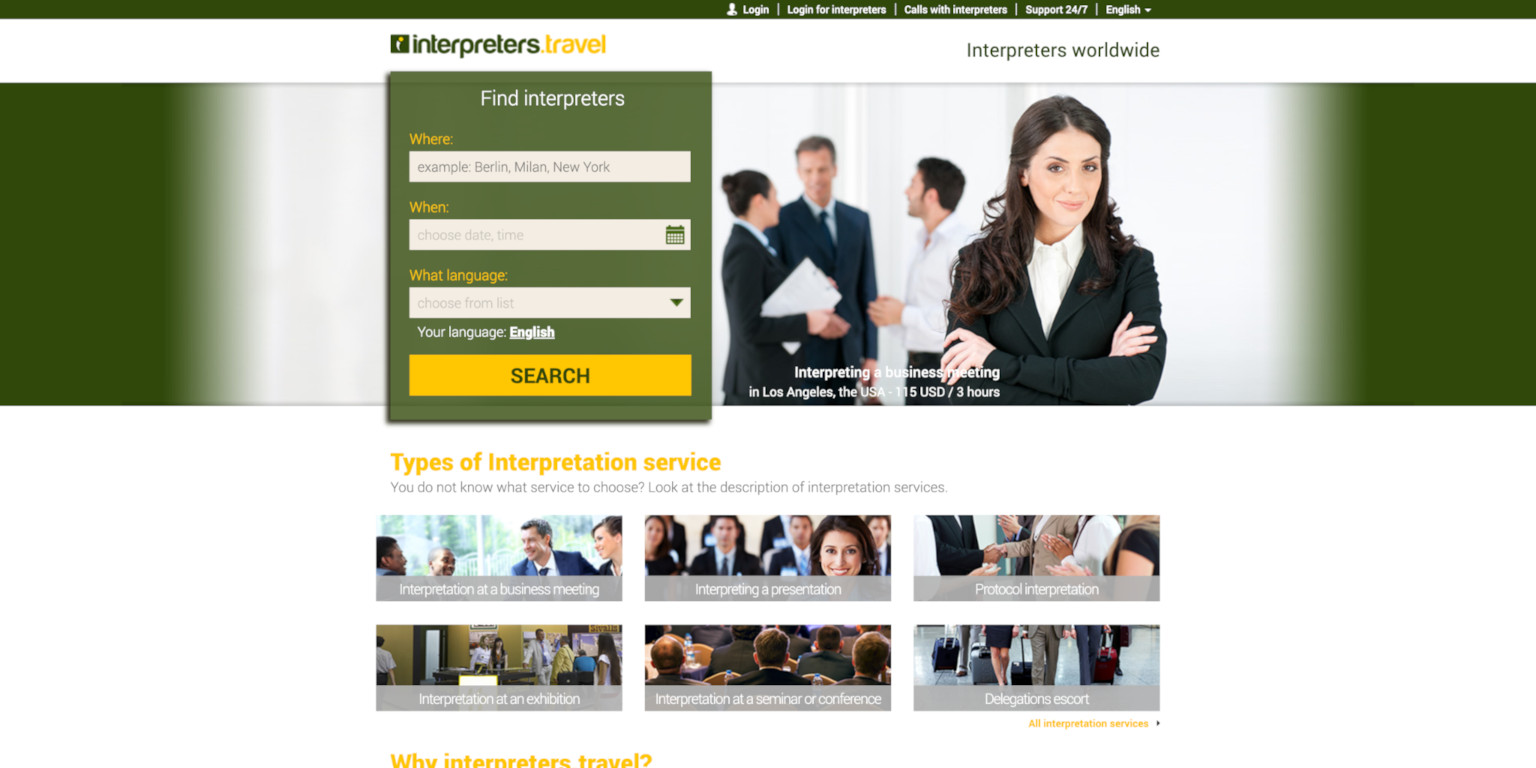 Login | Login for interpreters | Calls with interpreters | Support 24/7 | English
interpreters.travel
Interpreters worldwide
Find interpreters
Where:
example: Berlin, Milan, New York
When:
choose date, time
What language:
choose from list
Your language: English
SEARCH
Interpreting a business meeting
in Los Angeles, the USA - 115 USD / 3 hours
Types of Interpretation service
You do not know what service to choose? Look at the description of interpretation services.
Interpretation at a business meeting
Interpreting a presentation
Protocol interpretation
Interpretation at an exhibition
Interpretation at a seminar or conference
Delegations escort
All interpretation services
Why interpreters.travel?